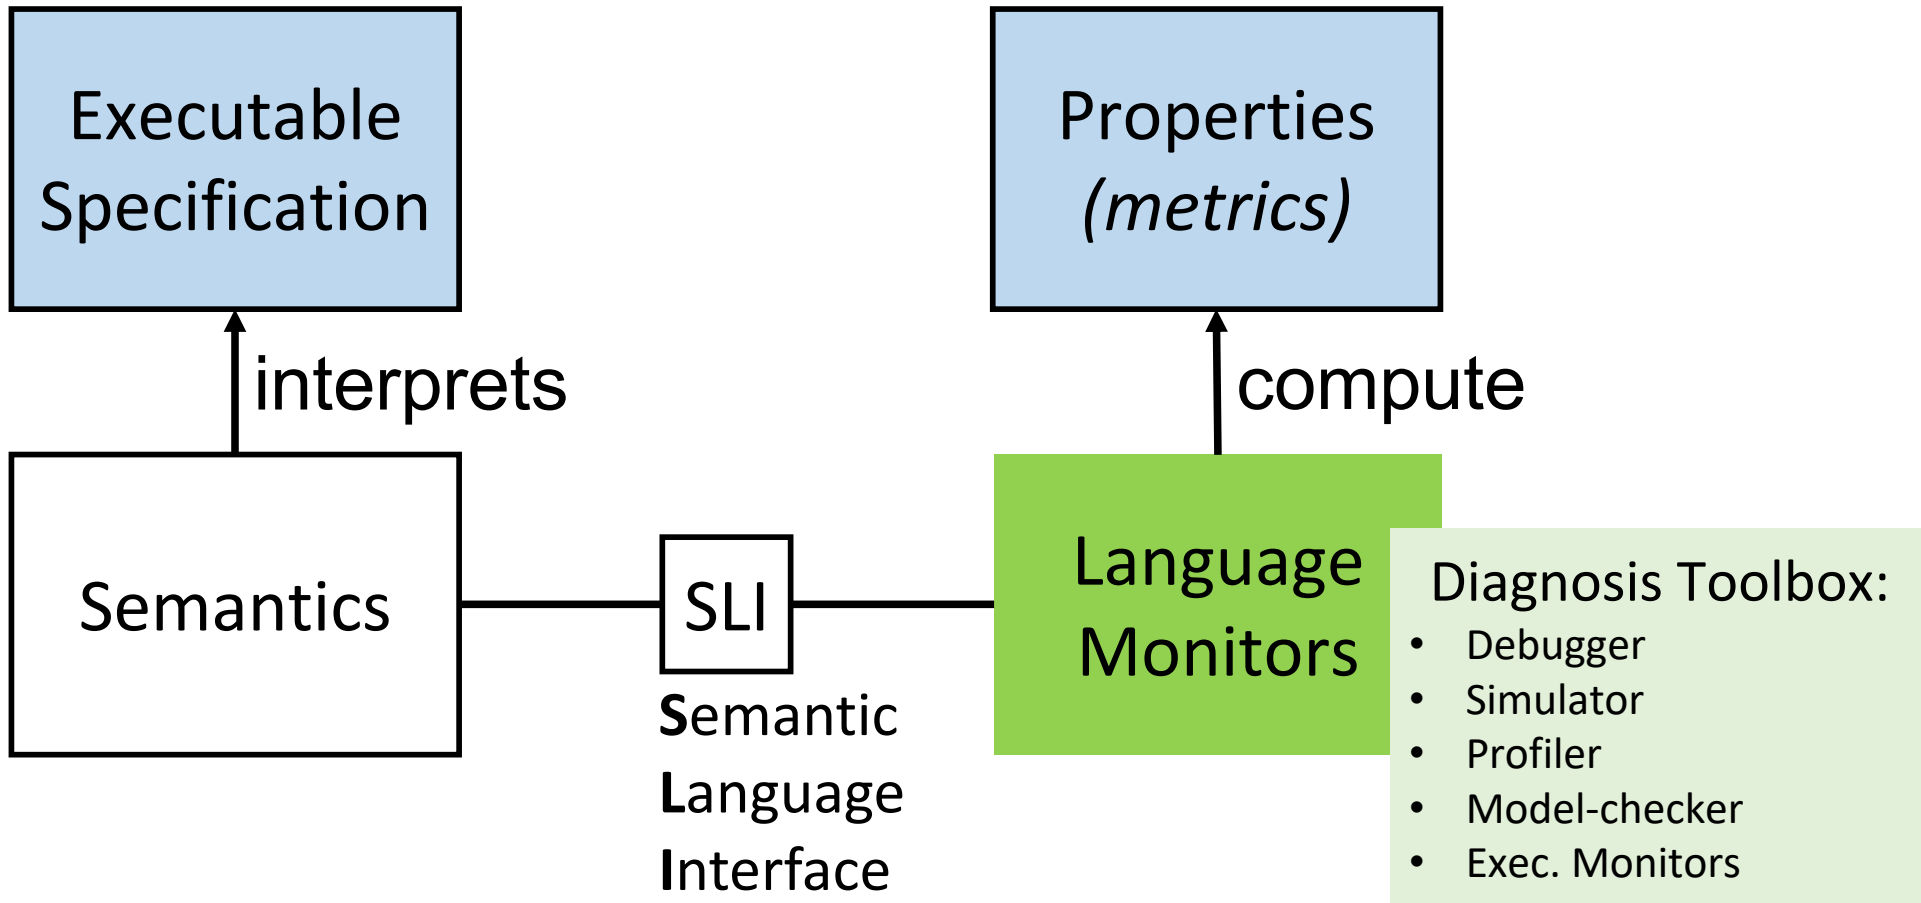 Executable
Specification
Properties
(metrics)
interprets
compute
Semantics
SLI
Semantic
Language
Interface
Language
Monitors
Diagnosis Toolbox:
• Debugger
• Simulator
• Profiler
• Model-checker
• Exec. Monitors